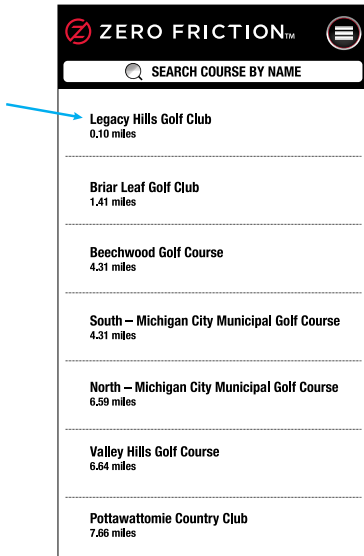 ZERO FRICTION™
SEARCH COURSE BY NAME
Legacy Hills Golf Club
0.10 miles
Briar Leaf Golf Club
1.41 miles
Beechwood Golf Course
4.31 miles
South – Michigan City Municipal Golf Course
4.31 miles
North – Michigan City Municipal Golf Course
6.59 miles
Valley Hills Golf Course
6.64 miles
Pottawattomie Country Club
7.66 miles